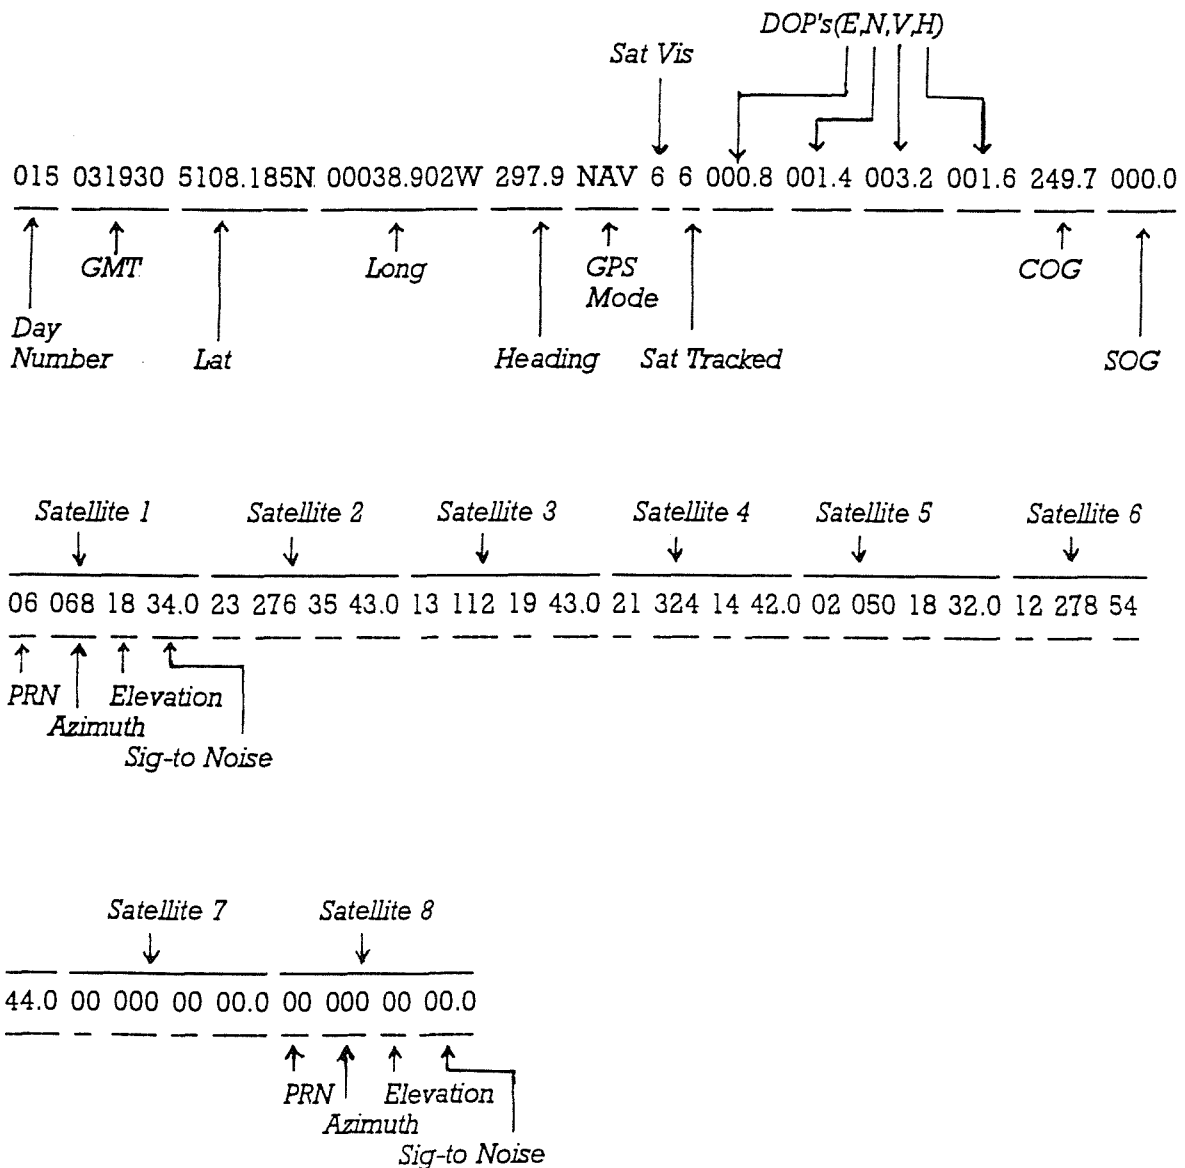 DOP's(E,N,V,H)
Sat Vis
015 031930 5108.185N 00038.902W 297.9 NAV 6 6 000.8 001.4 003.2 001.6 249.7 000.0
GMT Long GPS Mode COG
Day Number Lat Heading Sat Tracked SOG
Satellite 1 Satellite 2 Satellite 3 Satellite 4 Satellite 5 Satellite 6
06 068 18 34.0 23 276 35 43.0 13 112 19 43.0 21 324 14 42.0 02 050 18 32.0 12 278 54
PRN Elevation
Azimuth
Sig-to Noise
Satellite 7 Satellite 8
44.0 00 000 00 00.0 00 000 00 00.0
PRN Elevation
Azimuth
Sig-to Noise